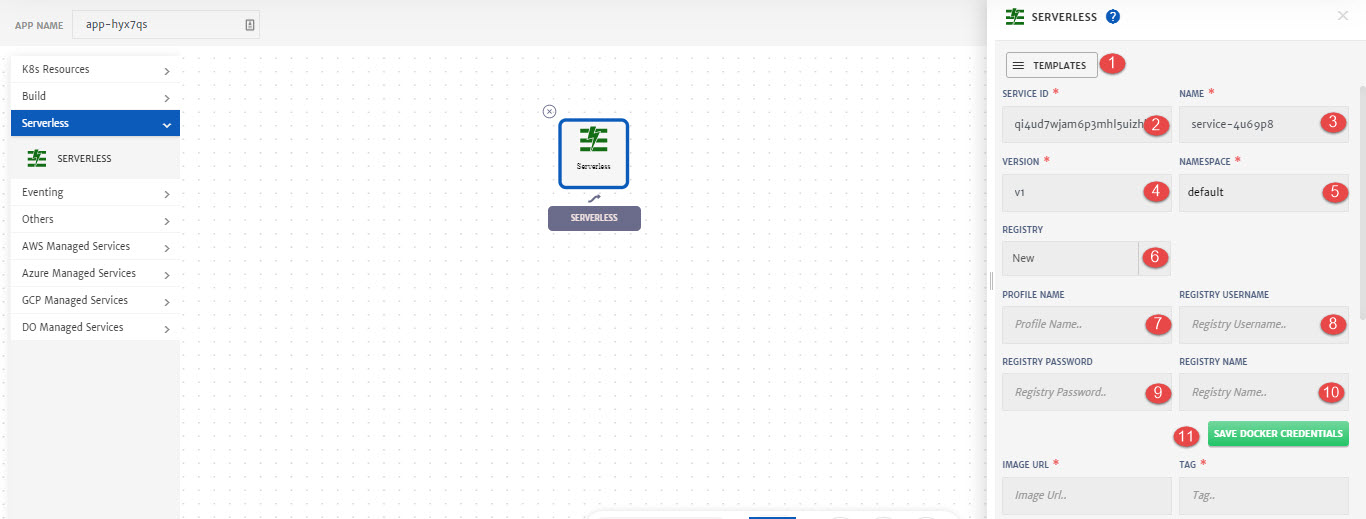 APP NAME
app-hyx7qs
K8s Resources
Build
Serverless
SERVERLESS
Eventing
Others
AWS Managed Services
Azure Managed Services
GCP Managed Services
DO Managed Services
Serverless
SERVERLESS
SERVERLESS ?
TEMPLATES 1
SERVICE ID * NAME *
qi4ud7wjam6p3mhl5uizh 2 service-4u69p8 3
VERSION * NAMESPACE *
v1 4 default 5
REGISTRY
New 6
PROFILE NAME REGISTRY USERNAME
Profile Name.. 7 Registry Username.. 8
REGISTRY PASSWORD REGISTRY NAME
Registry Password.. 9 Registry Name.. 10
11 SAVE DOCKER CREDENTIALS
IMAGE URL * TAG *
Image Url.. Tag..